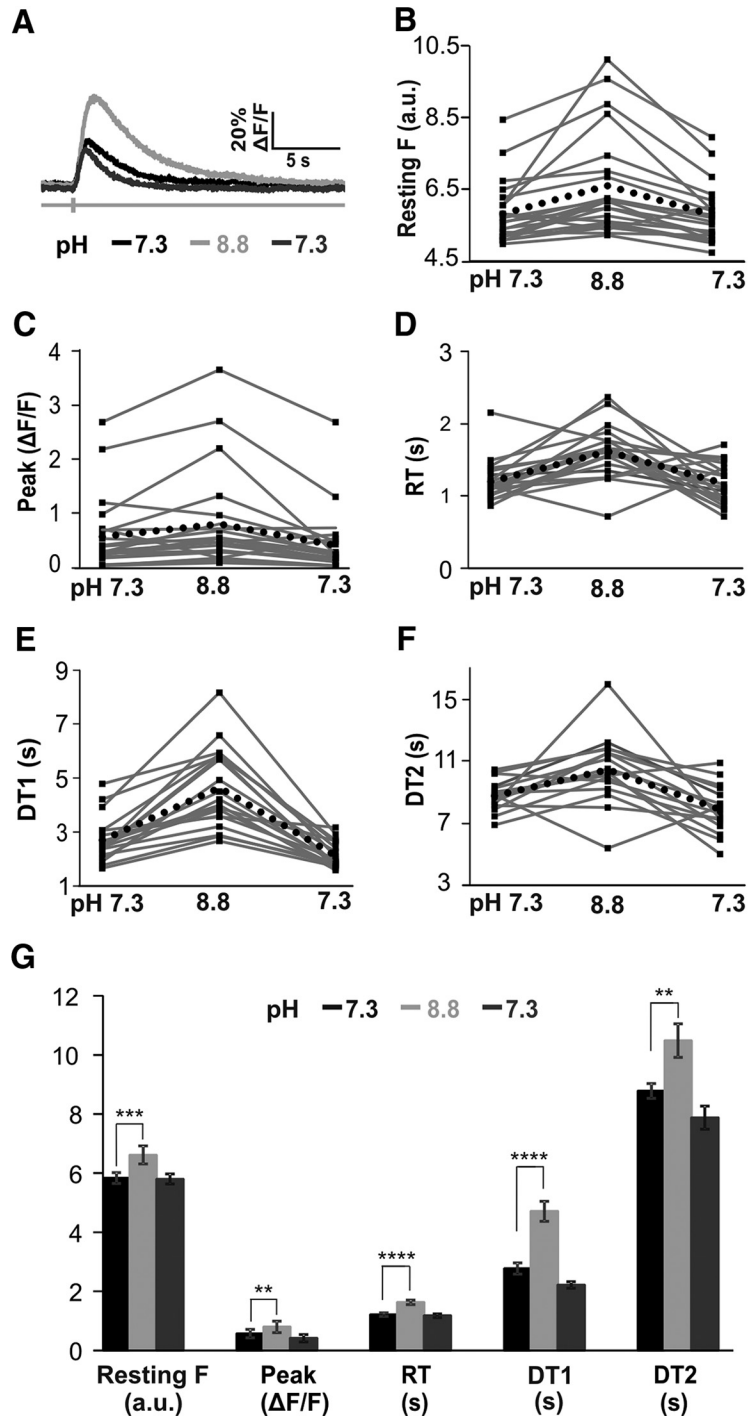 A
20%
ΔF/F
5 s
pH 7.3 8.8 7.3
B
Resting F (a.u.)
10.5
8.5
6.5
4.5
pH 7.3 8.8 7.3
C
Peak (ΔF/F)
4
3
2
1
0
pH 7.3 8.8 7.3
D
RT (s)
3
2
1
0
pH 7.3 8.8 7.3
E
DT1 (s)
9
7
5
3
1
pH 7.3 8.8 7.3
F
DT2 (s)
15
11
7
3
pH 7.3 8.8 7.3
G
pH 7.3 8.8 7.3
12
10
8
6
4
2
0
***
**
****
****
**
Resting F
(a.u.)
Peak
(ΔF/F)
RT
(s)
DT1
(s)
DT2
(s)